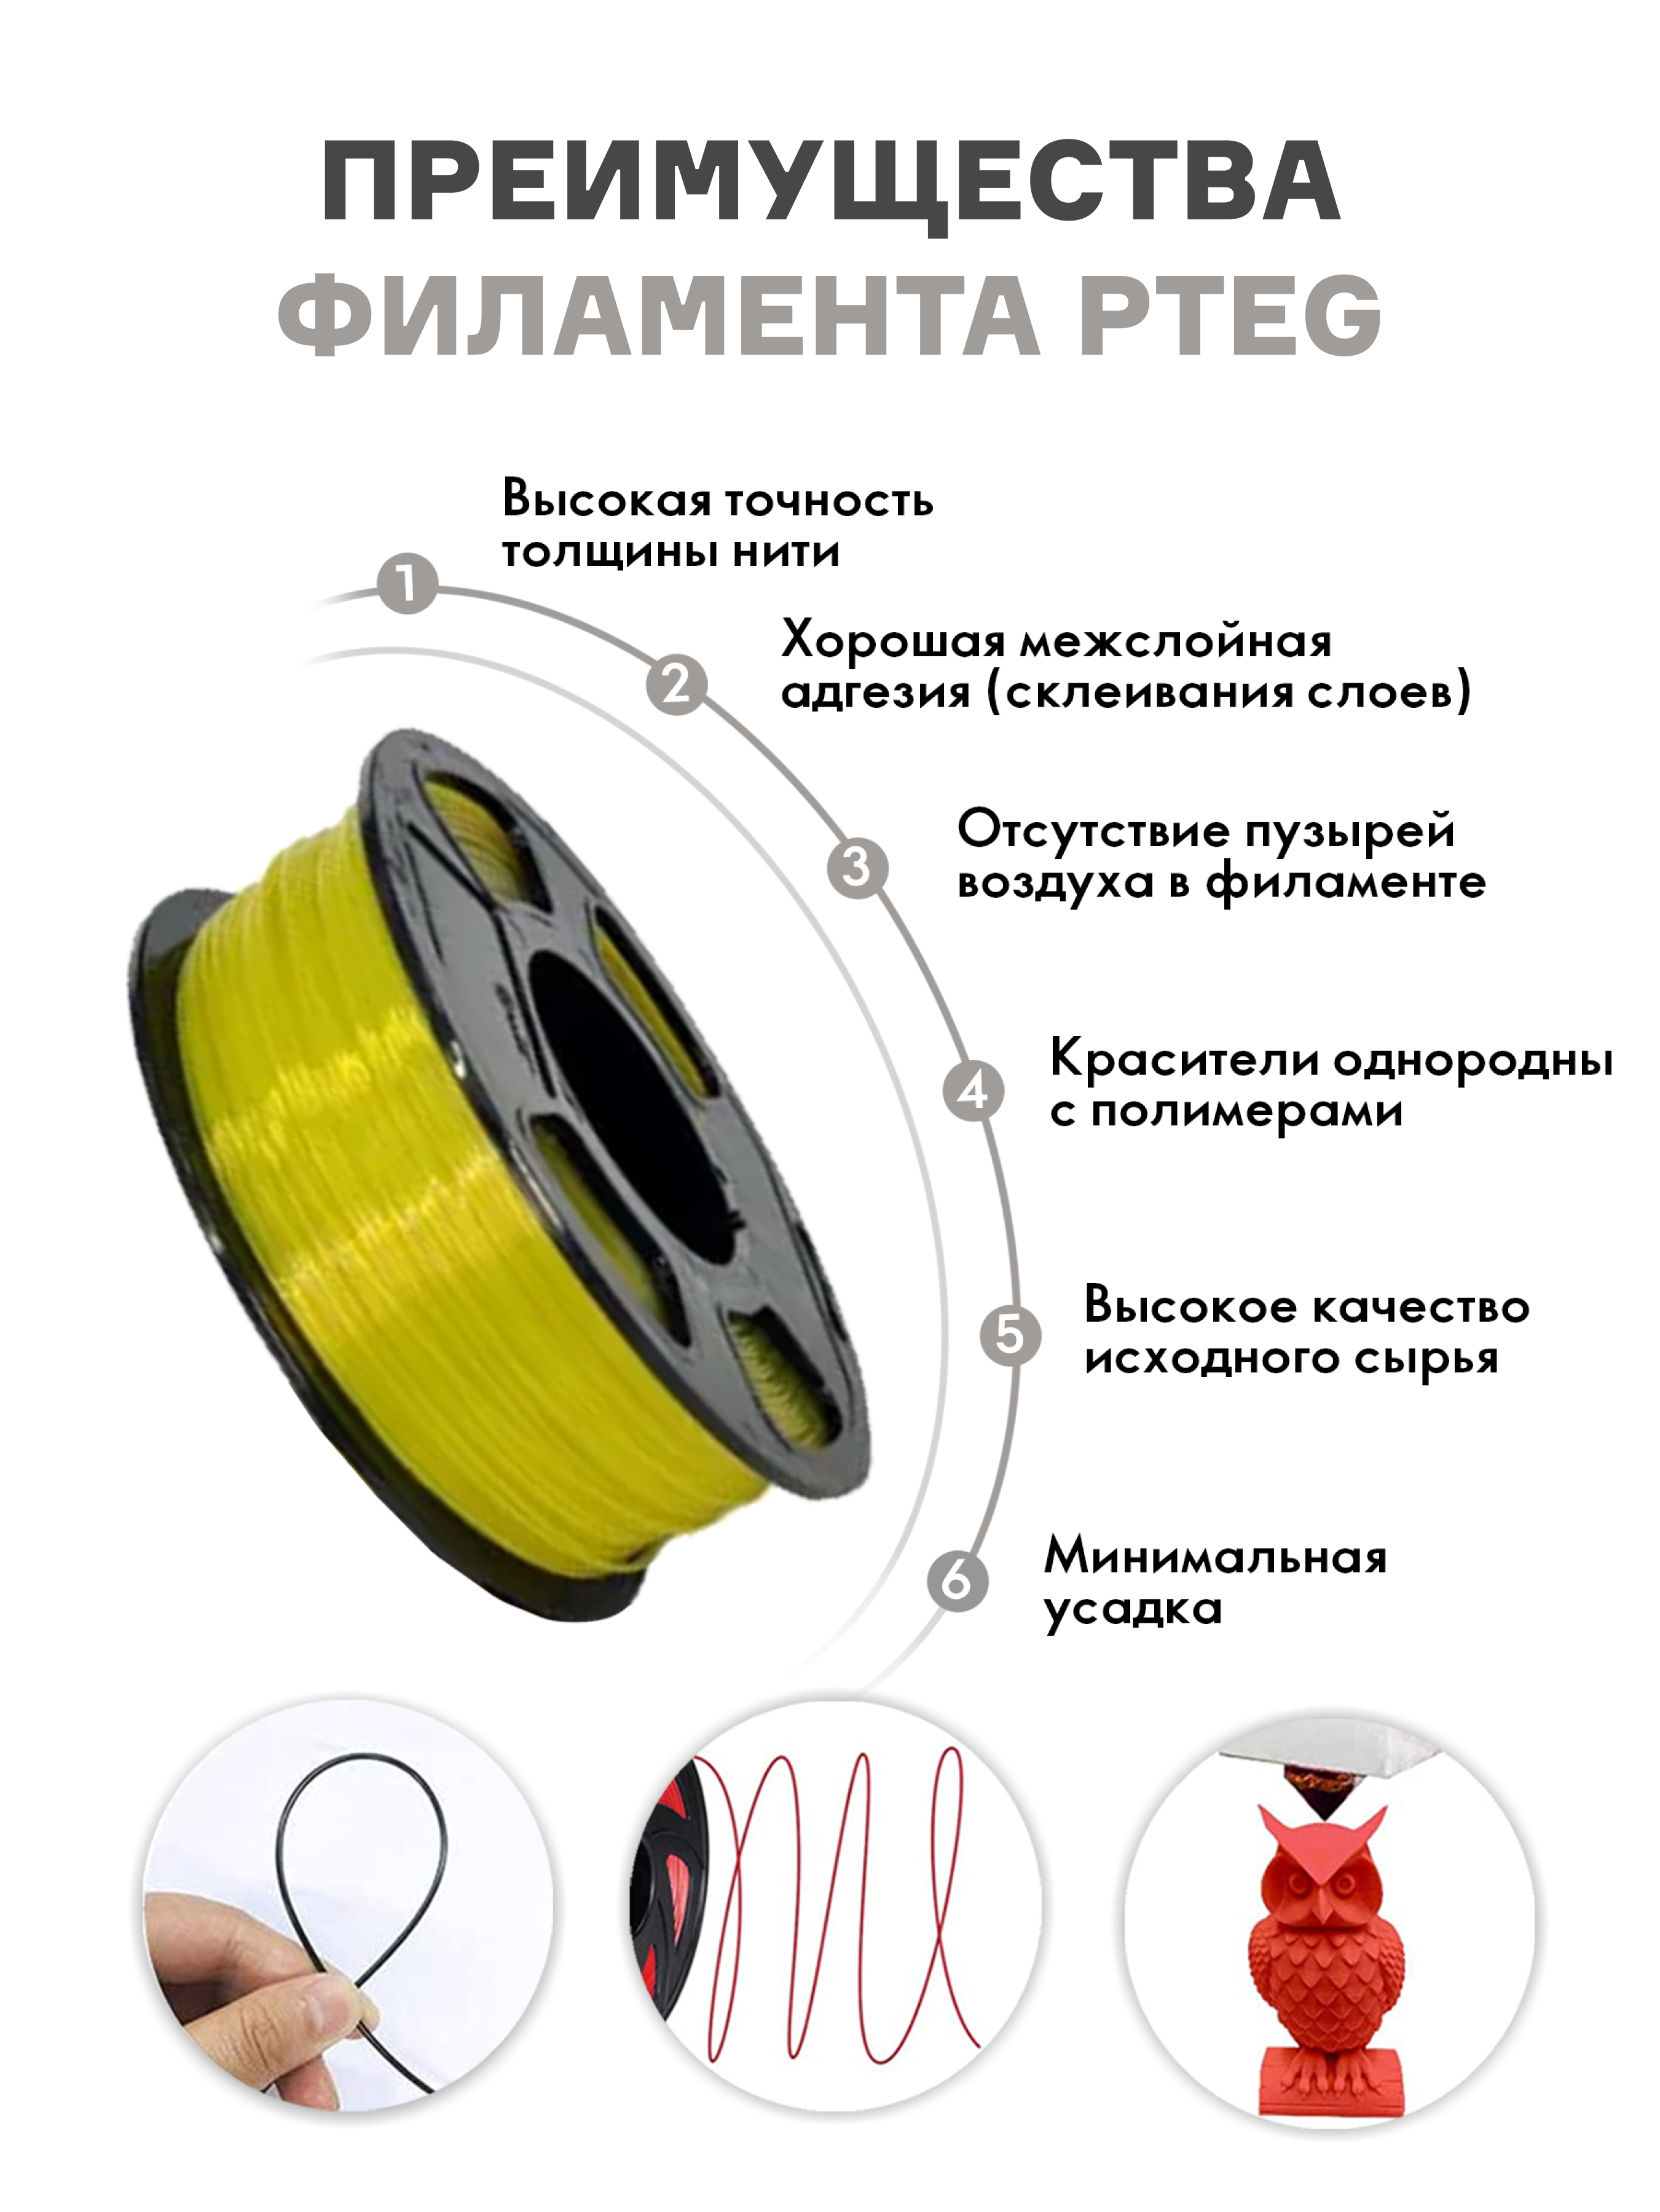 ПРЕИМУЩЕСТВА
ФИЛАМЕНТА PTEG
1
Высокая точность
толщины нити
2
Хорошая межслойная
адгезия (склеивания слоев)
3
Отсутствие пузырей
воздуха в филаменте
4
Красители однородны
с полимерами
5
Высокое качество
исходного сырья
6
Минимальная
усадка